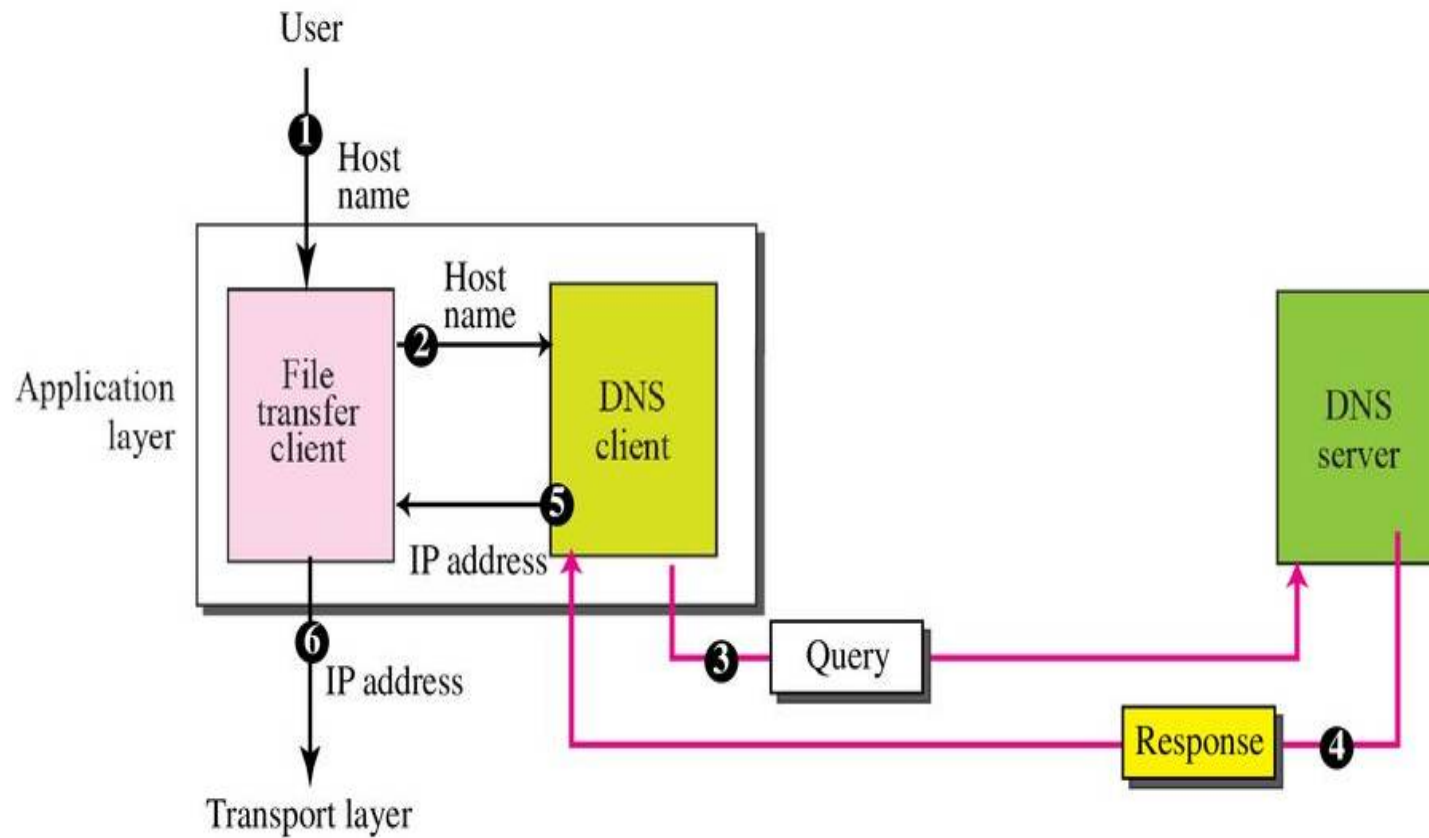 User
1
Host
name
Host
name
2
File
transfer
client
DNS
client
DNS
server
Application
layer
5
IP address
6
IP address
3
Query
Response
4
Transport layer